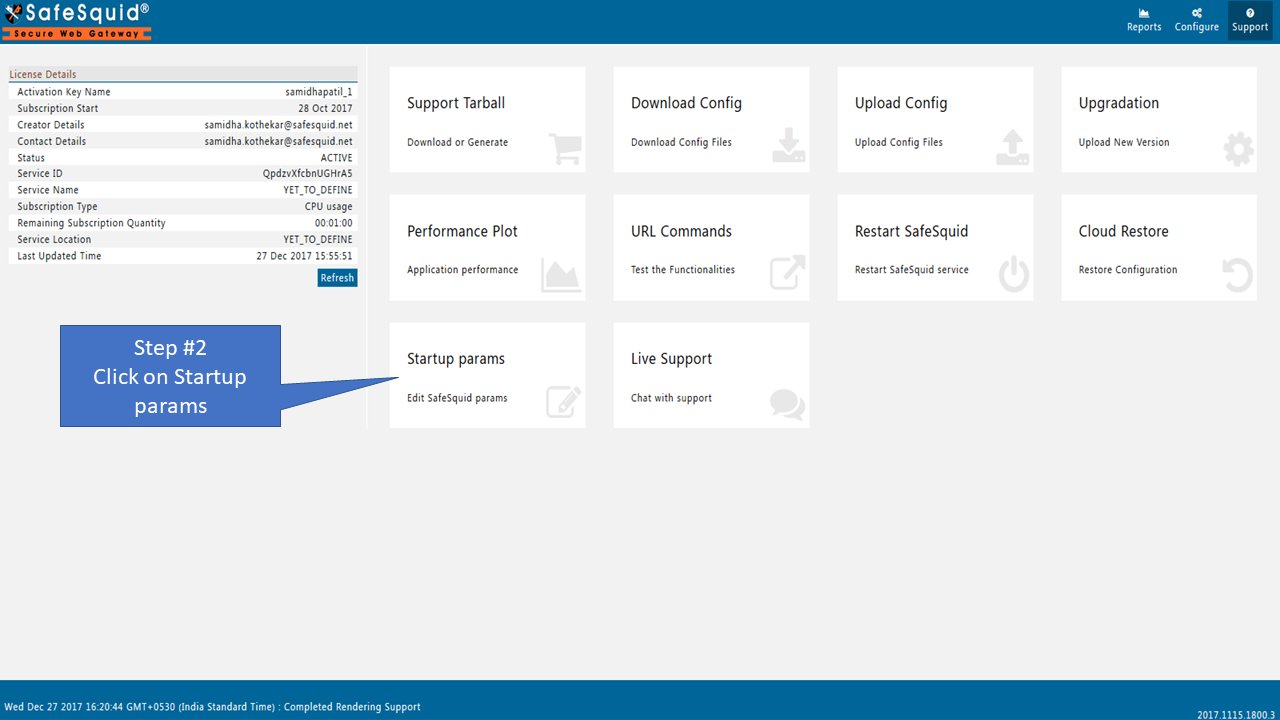 SafeSquid®
Secure Web Gateway
Reports
Configure
Support
License Details
Activation Key Name samidhapatil_1
Subscription Start 28 Oct 2017
Creator Details samidha.kothekar@safesquid.net
Contact Details samidha.kothekar@safesquid.net
Status ACTIVE
Service ID QpdzvXfcbnUGHrA5
Service Name YET_TO_DEFINE
Subscription Type CPU usage
Remaining Subscription Quantity 00:01:00
Service Location YET_TO_DEFINE
Last Updated Time 27 Dec 2017 15:55:51
Refresh
Support Tarball
Download or Generate
Download Config
Download Config Files
Upload Config
Upload Config Files
Upgradation
Upload New Version
Performance Plot
Application performance
URL Commands
Test the Functionalities
Restart SafeSquid
Restart SafeSquid service
Cloud Restore
Restore Configuration
Step #2
Click on Startup
params
Startup params
Edit SafeSquid params
Live Support
Chat with support
Wed Dec 27 2017 16:20:44 GMT+0530 (India Standard Time) : Completed Rendering Support
2017.1115.1800.3